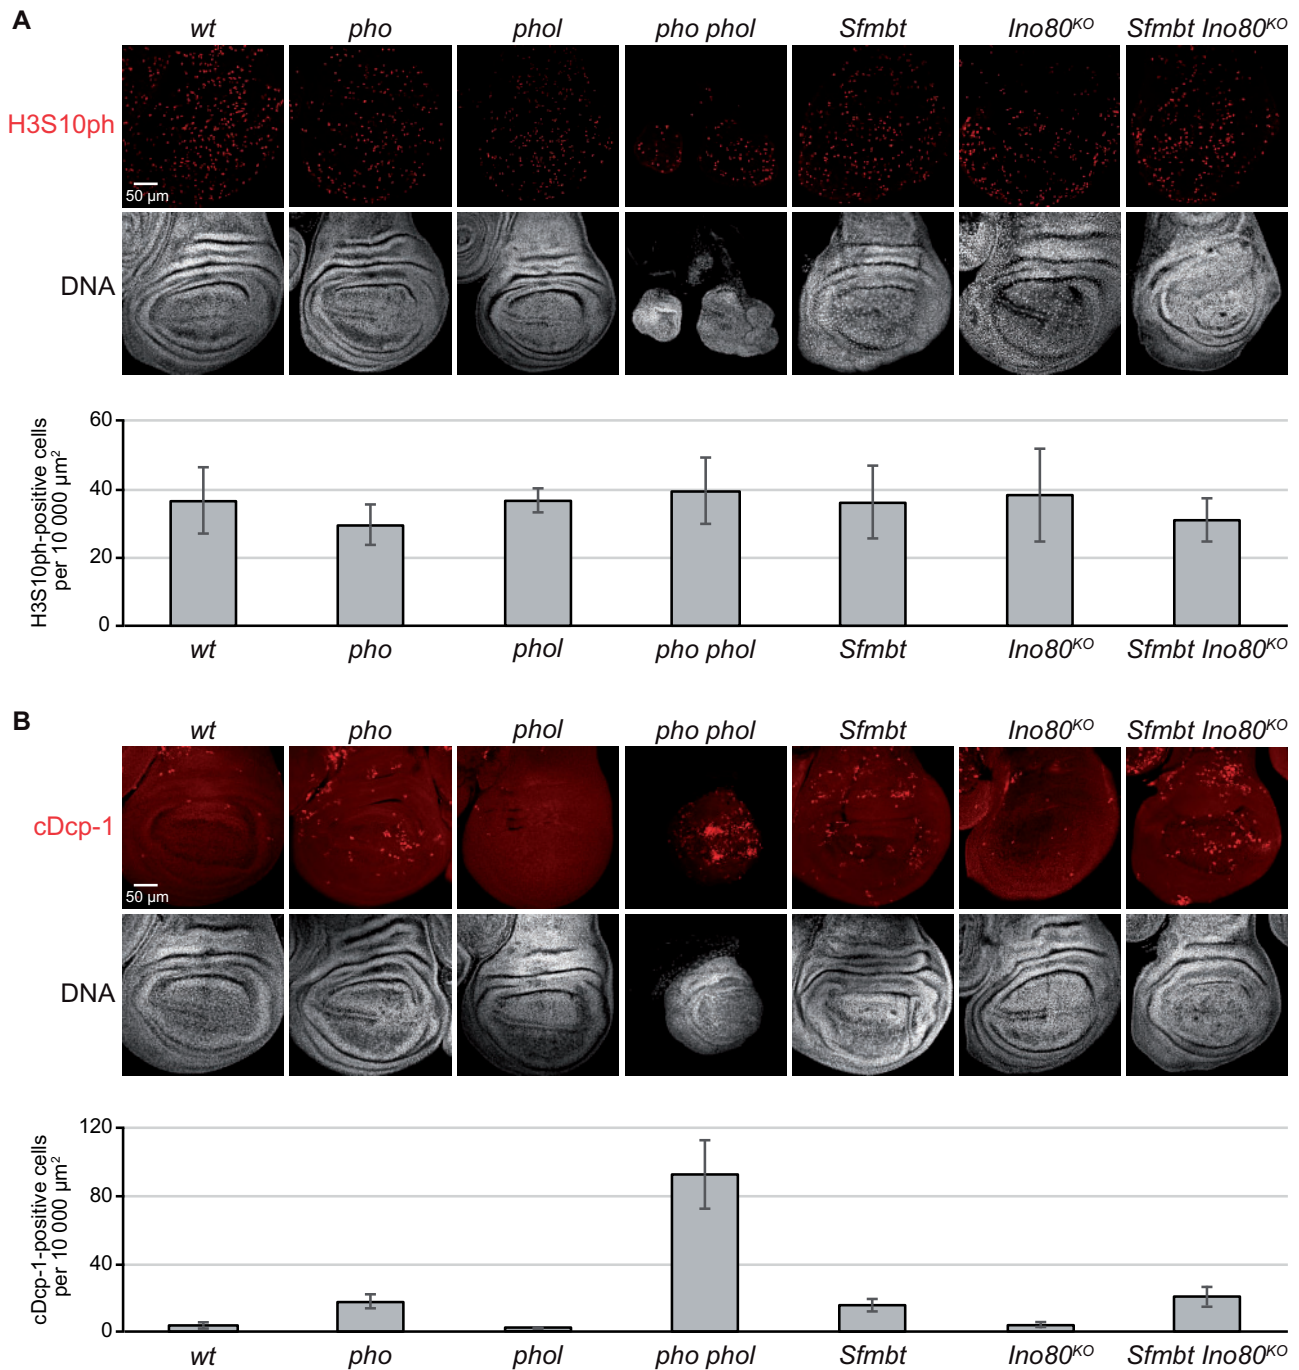 A
wt pho phol pho phol Sfmbt Ino80ᴷᴼ Sfmbt Ino80ᴷᴼ
H3S10ph
50 µm
DNA
H3S10ph-positive cells
per 10 000 µm²
60
40
20
0
wt pho phol pho phol Sfmbt Ino80ᴷᴼ Sfmbt Ino80ᴷᴼ
B
wt pho phol pho phol Sfmbt Ino80ᴷᴼ Sfmbt Ino80ᴷᴼ
cDcp-1
50 µm
DNA
cDcp-1-positive cells
per 10 000 µm²
120
80
40
0
wt pho phol pho phol Sfmbt Ino80ᴷᴼ Sfmbt Ino80ᴷᴼ